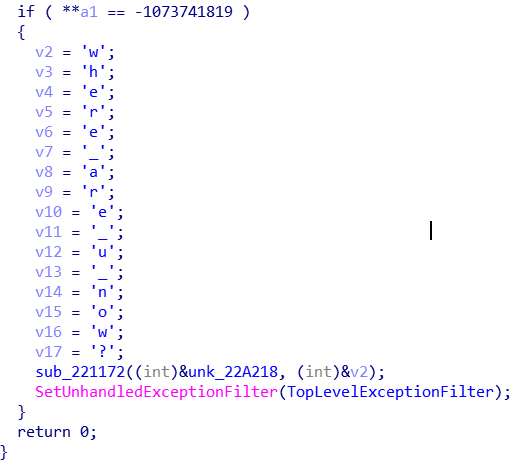 if ( **a1 == -1073741819 )
{
v2 = 'w';
v3 = 'h';
v4 = 'e';
v5 = 'r';
v6 = 'e';
v7 = '_';
v8 = 'a';
v9 = 'r';
v10 = 'e';
v11 = '_';
v12 = 'u';
v13 = '_';
v14 = 'n';
v15 = 'o';
v16 = 'w';
v17 = '?';
sub_221172((int)&unk_22A218, (int)&v2);
SetUnhandledExceptionFilter(TopLevelExceptionFilter);
}
return 0;
}